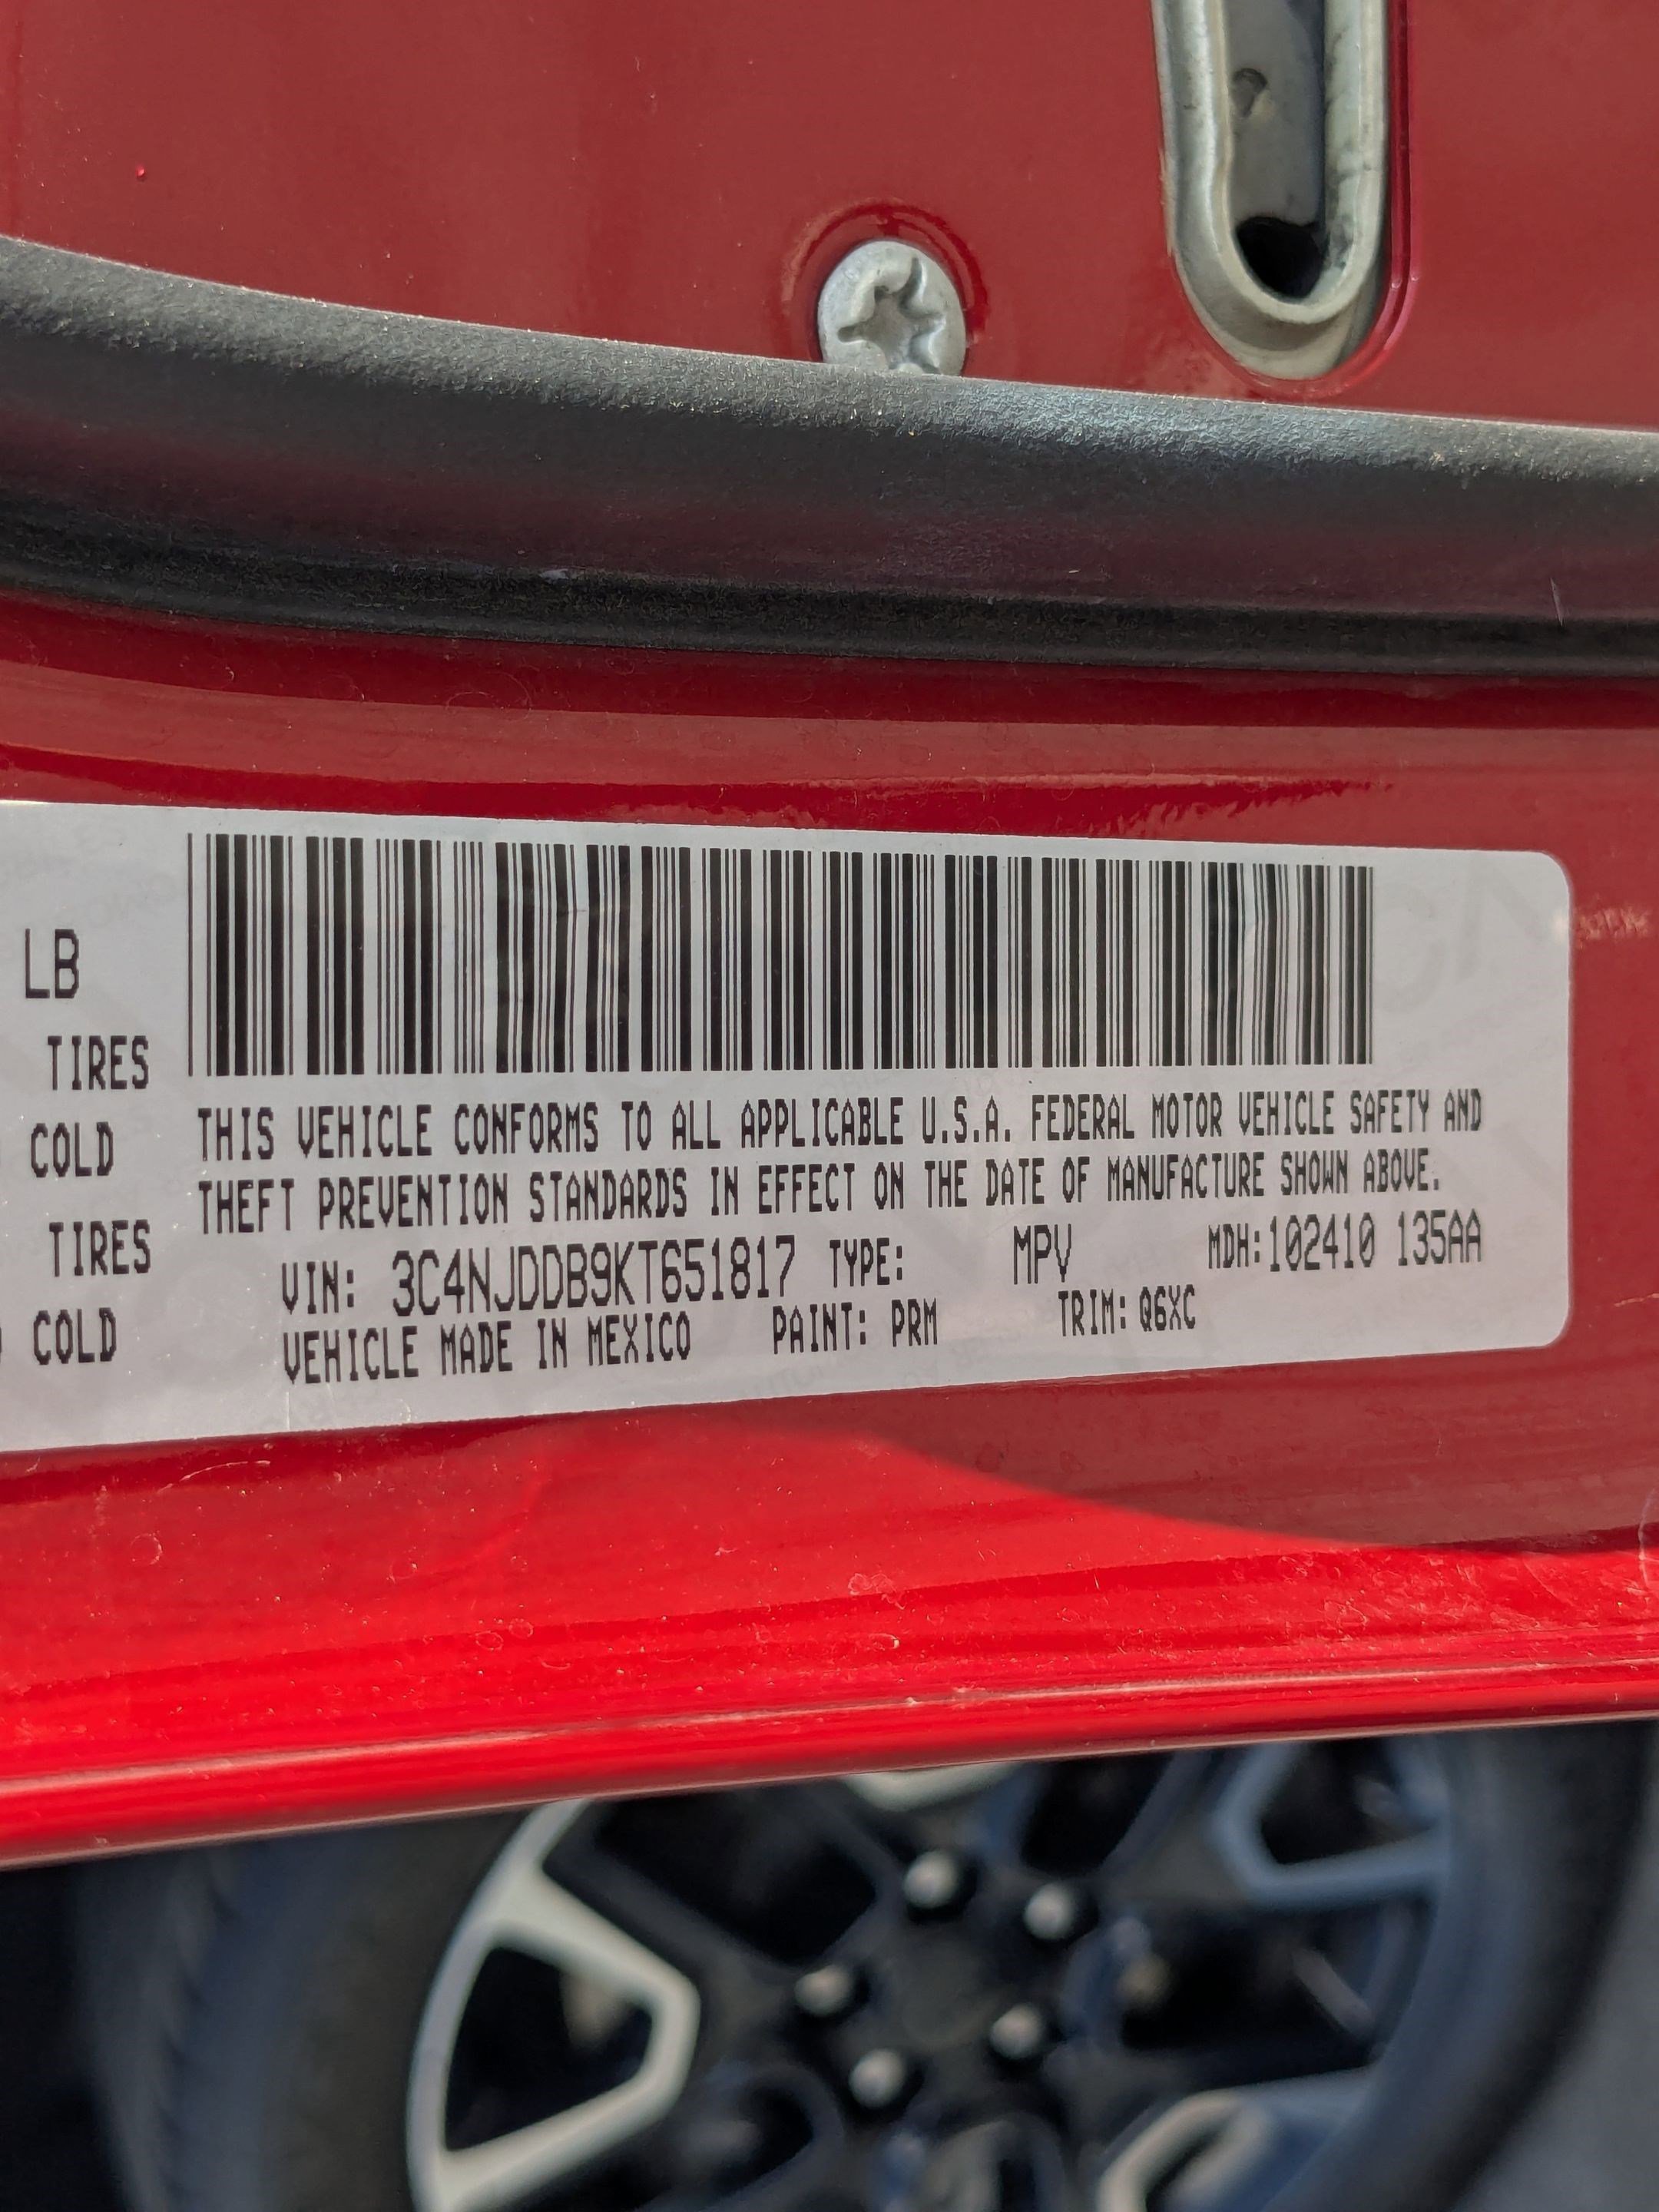 LB
TIRES
COLD
TIRES
COLD
THIS VEHICLE CONFORMS TO ALL APPLICABLE U.S.A. FEDERAL MOTOR VEHICLE SAFETY AND
THEFT PREVENTION STANDARDS IN EFFECT ON THE DATE OF MANUFACTURE SHOWN ABOVE.
VIN: 3C4NJDDB9KT651817 TYPE: MPV MDH:102410 135AA
VEHICLE MADE IN MEXICO PAINT: PRM TRIM: Q6XC